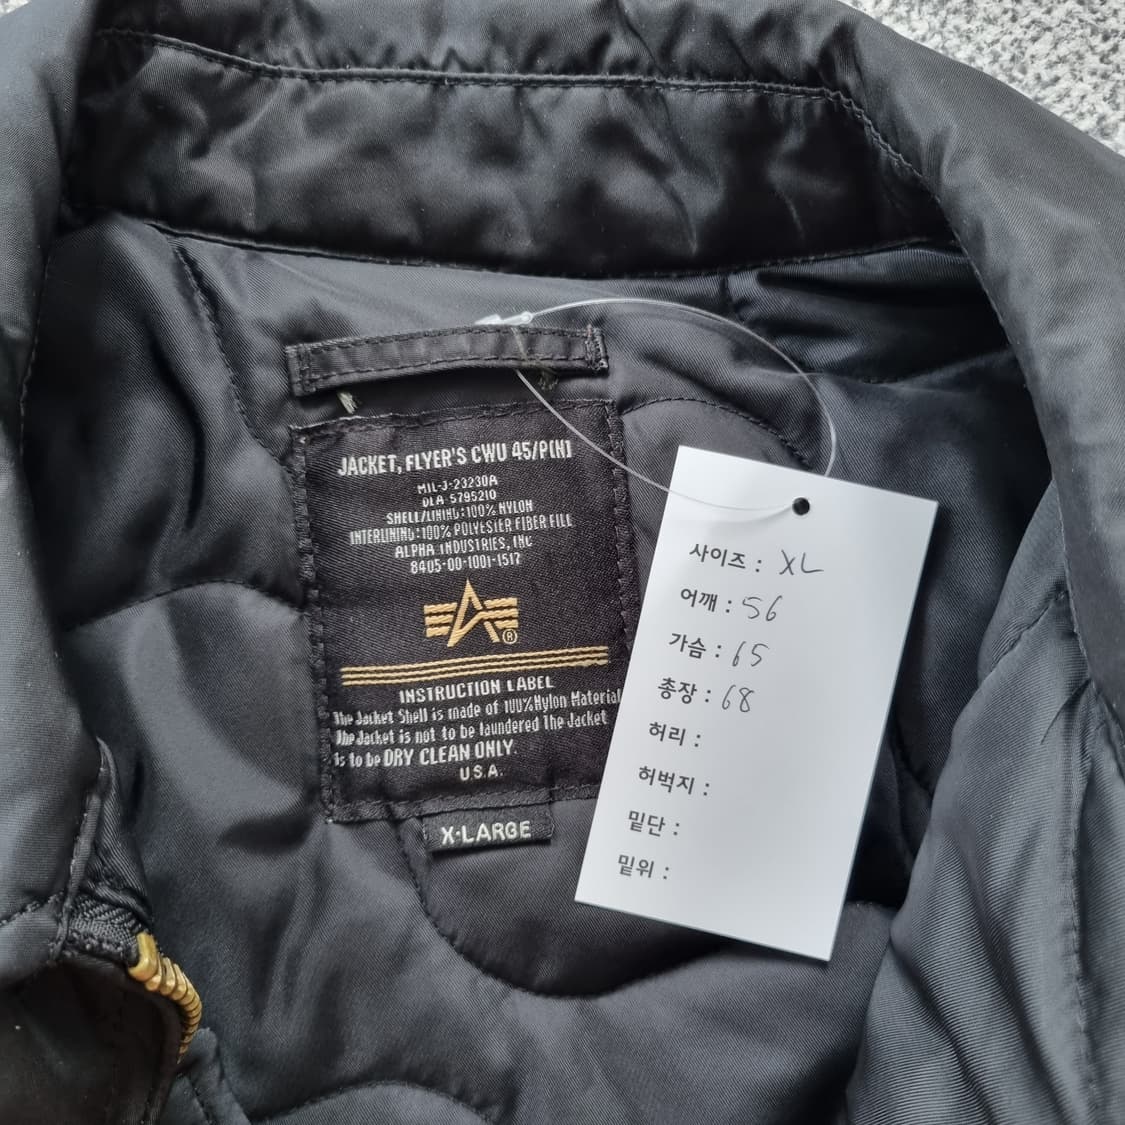 JACKET, FLYER'S CWU 45/P(N)
MIL-J-23230A
DLA 5795210
SHELL/LINING:100% NYLON
INTERLINING:100% POLYESTER FIBER FILL
ALPHA INDUSTRIES, INC
8405-00-1001-1517
®
INSTRUCTION LABEL
The Jacket Shell is made of 100%Nylon Material
The Jacket is not to be laundered The Jacket
is to be DRY CLEAN ONLY.
U.S.A.
X-LARGE
사이즈 : XL
어깨 : 56
가슴 : 65
총장 : 68
허리 :
허벅지 :
밑단 :
밑위 :